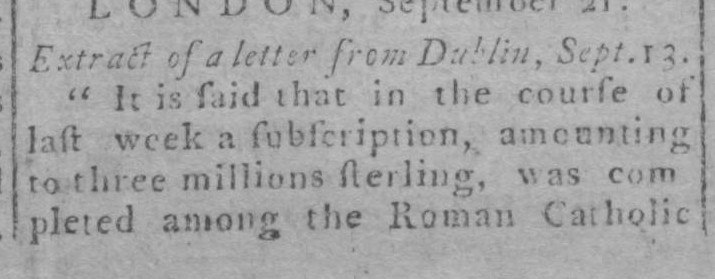 LONDON, September 21.
Extract of a letter from Dublin, Sept. 13.
“ It is ſaid that in the courſe of
laſt week a ſubſcription, amounting
to three millions ſterling, was com
pleted among the Roman Catholic